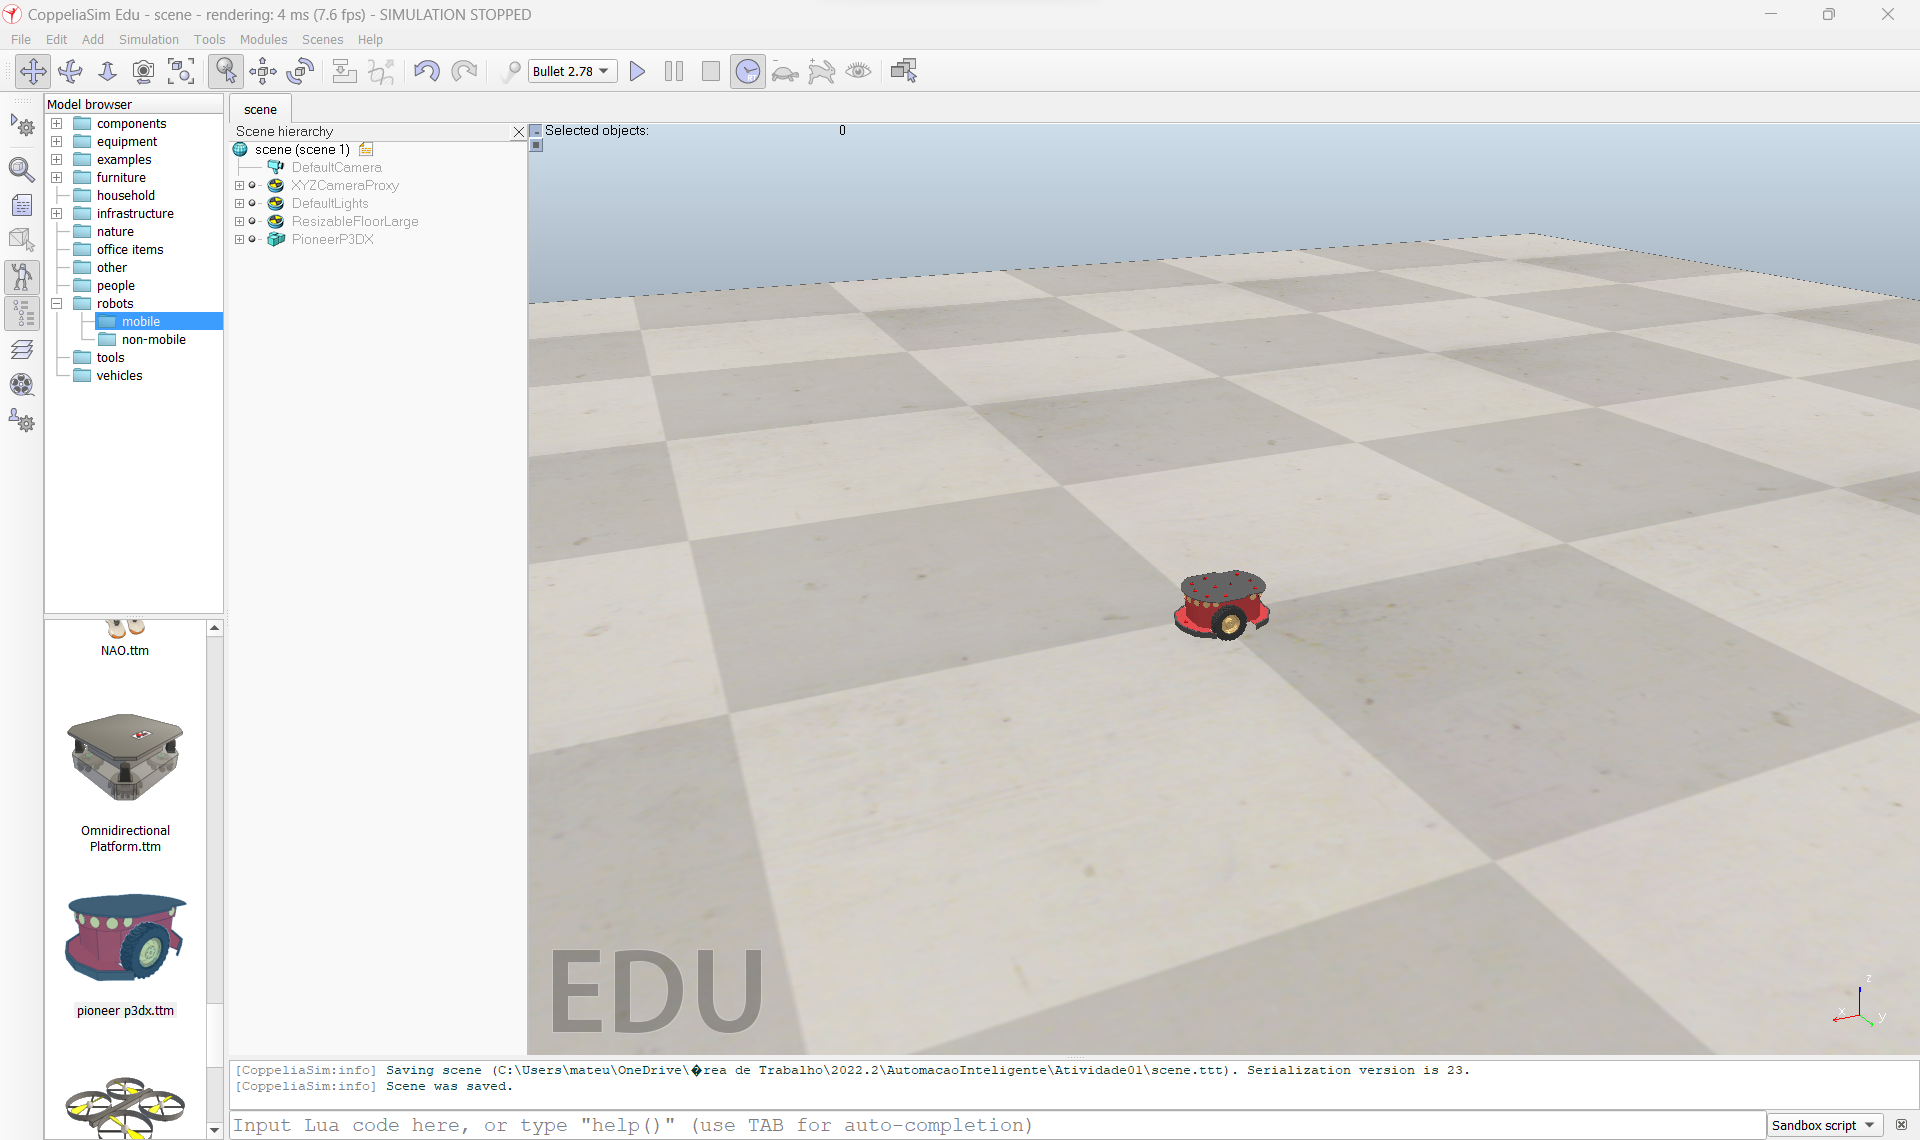 CoppeliaSim Edu - scene - rendering: 4 ms (7.6 fps) - SIMULATION STOPPED
File Edit Add Simulation Tools Modules Scenes Help
Bullet 2.78
RT
Model browser
components
equipment
examples
furniture
household
infrastructure
nature
office items
other
people
robots
mobile
non-mobile
tools
vehicles
NAO.ttm
Omnidirectional
Platform.ttm
pioneer p3dx.ttm
scene
Scene hierarchy
scene (scene 1)
DefaultCamera
XYZCameraProxy
DefaultLights
ResizableFloorLarge
PioneerP3DX
Selected objects: 0
EDU
z
x
y
[CoppeliaSim:info] Saving scene (C:\Users\mateu\OneDrive\�rea de Trabalho\2022.2\AutomacaoInteligente\Atividade01\scene.ttt). Serialization version is 23.
[CoppeliaSim:info] Scene was saved.
Input Lua code here, or type "help()" (use TAB for auto-completion)
Sandbox script